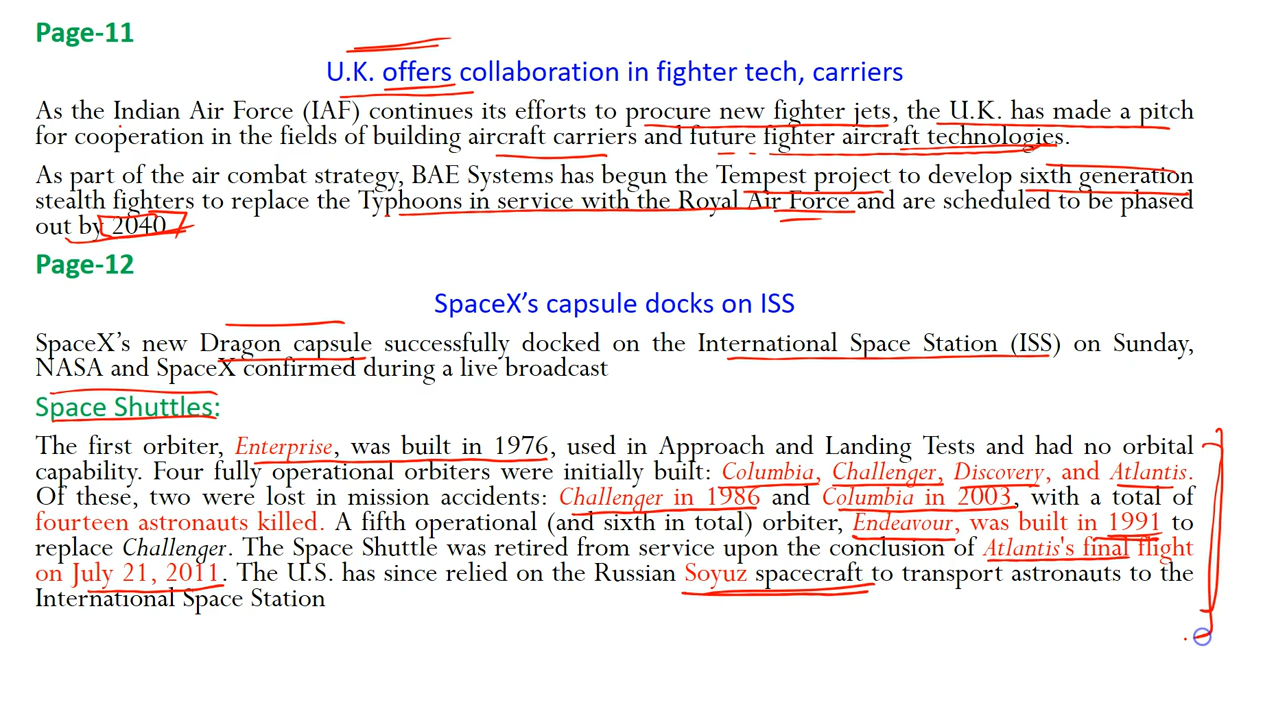 Page-11
U.K. offers collaboration in fighter tech, carriers
As the Indian Air Force (IAF) continues its efforts to procure new fighter jets, the U.K. has made a pitch
for cooperation in the fields of building aircraft carriers and future fighter aircraft technologies.
As part of the air combat strategy, BAE Systems has begun the Tempest project to develop sixth generation
stealth fighters to replace the Typhoons in service with the Royal Air Force and are scheduled to be phased
out by 2040
Page-12
SpaceX’s capsule docks on ISS
SpaceX’s new Dragon capsule successfully docked on the International Space Station (ISS) on Sunday,
NASA and SpaceX confirmed during a live broadcast
Space Shuttles:
The first orbiter, Enterprise, was built in 1976, used in Approach and Landing Tests and had no orbital
capability. Four fully operational orbiters were initially built: Columbia, Challenger, Discovery, and Atlantis.
Of these, two were lost in mission accidents: Challenger in 1986 and Columbia in 2003, with a total of
fourteen astronauts killed. A fifth operational (and sixth in total) orbiter, Endeavour, was built in 1991 to
replace Challenger. The Space Shuttle was retired from service upon the conclusion of Atlantis's final flight
on July 21, 2011. The U.S. has since relied on the Russian Soyuz spacecraft to transport astronauts to the
International Space Station